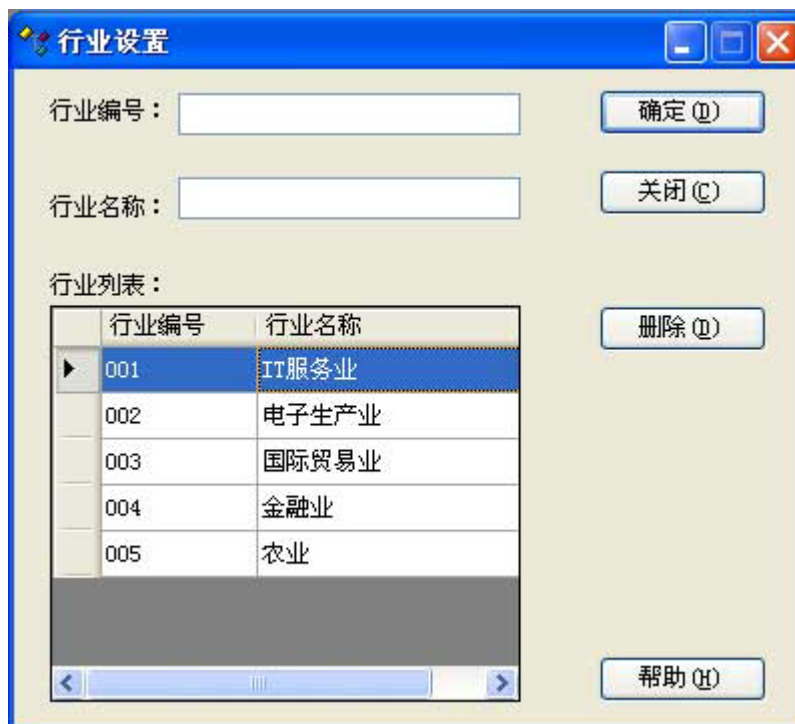 行业设置
行业编号： 确定(D)
行业名称： 关闭(C)
行业列表：
行业编号 行业名称 删除(D)
001 IT服务业
002 电子生产业
003 国际贸易业
004 金融业
005 农业
帮助(H)